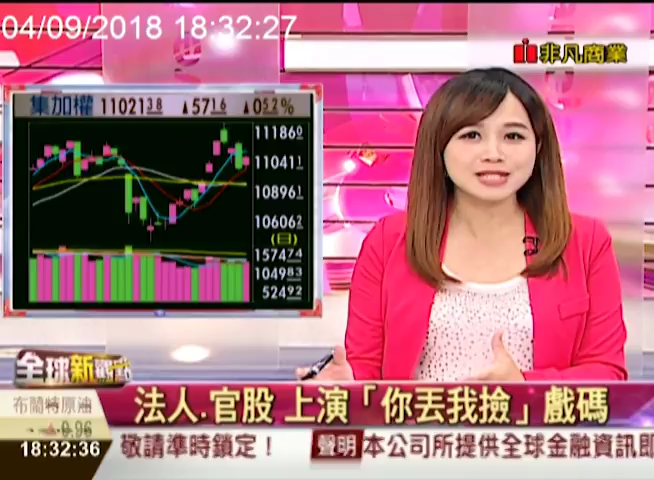 04/09/2018 18:32:27
非凡商業
集加權 11021.38 ▲57.16 ▲0.52%
11186.0
11041.1
10896.1
10606.2
(日)
1574.74
1049.83
524.92
全球新觀點
法人.官股 上演「你丟我撿」戲碼
布蘭特原油
0.96
18:32:36 敬請準時鎖定! 聲明 本公司所提供全球金融資訊即